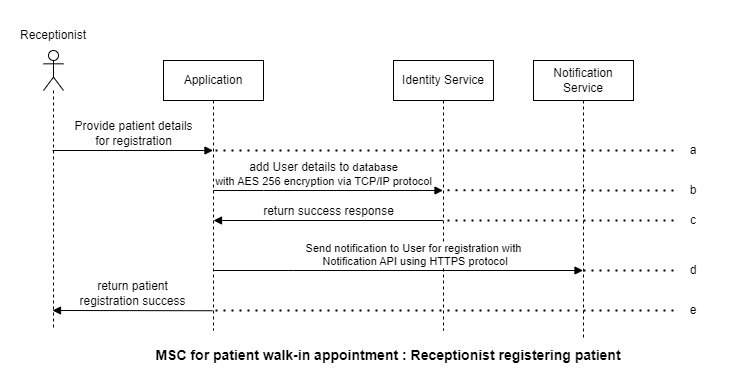 Receptionist
Application
Identity Service
Notification
Service
Provide patient details
for registration
a
add User details to database
with AES 256 encryption via TCP/IP protocol
b
return success response
c
Send notification to User for registration with
Notification API using HTTPS protocol
d
return patient
registration success
e
MSC for patient walk-in appointment : Receptionist registering patient